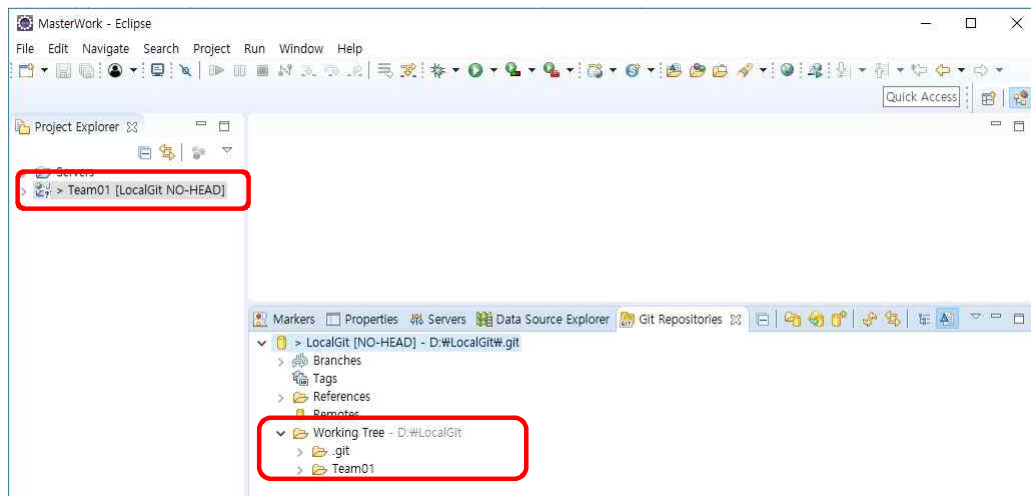 MasterWork - Eclipse
File Edit Navigate Search Project Run Window Help
Quick Access
Project Explorer
Servers
> Team01 [LocalGit NO-HEAD]
Markers Properties Servers Data Source Explorer Git Repositories
> LocalGit [NO-HEAD] - D:₩LocalGit₩.git
Branches
Tags
References
Remotes
Working Tree - D:₩LocalGit
.git
Team01